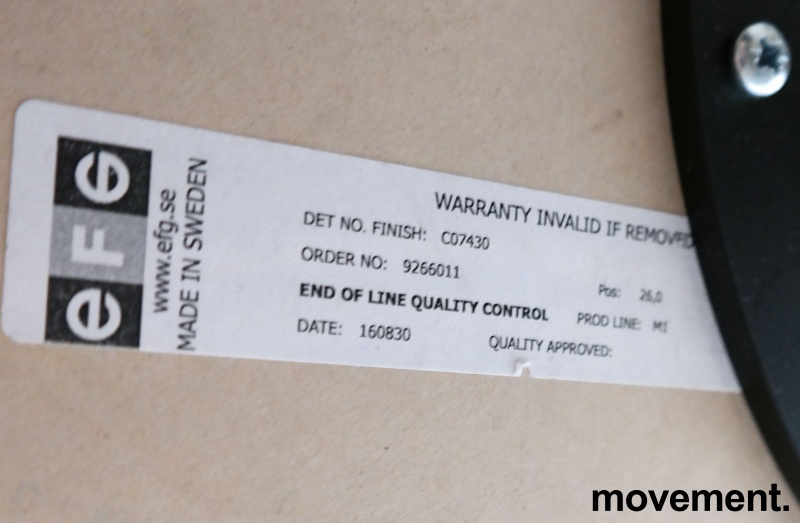 eFG
www.efg.se
MADE IN SWEDEN
WARRANTY INVALID IF REMOVED
DET NO. FINISH: C07430
ORDER NO: 9266011
Pos: 26,0
END OF LINE QUALITY CONTROL
PROD LINE: MI
DATE: 160830
QUALITY APPROVED:
movement.